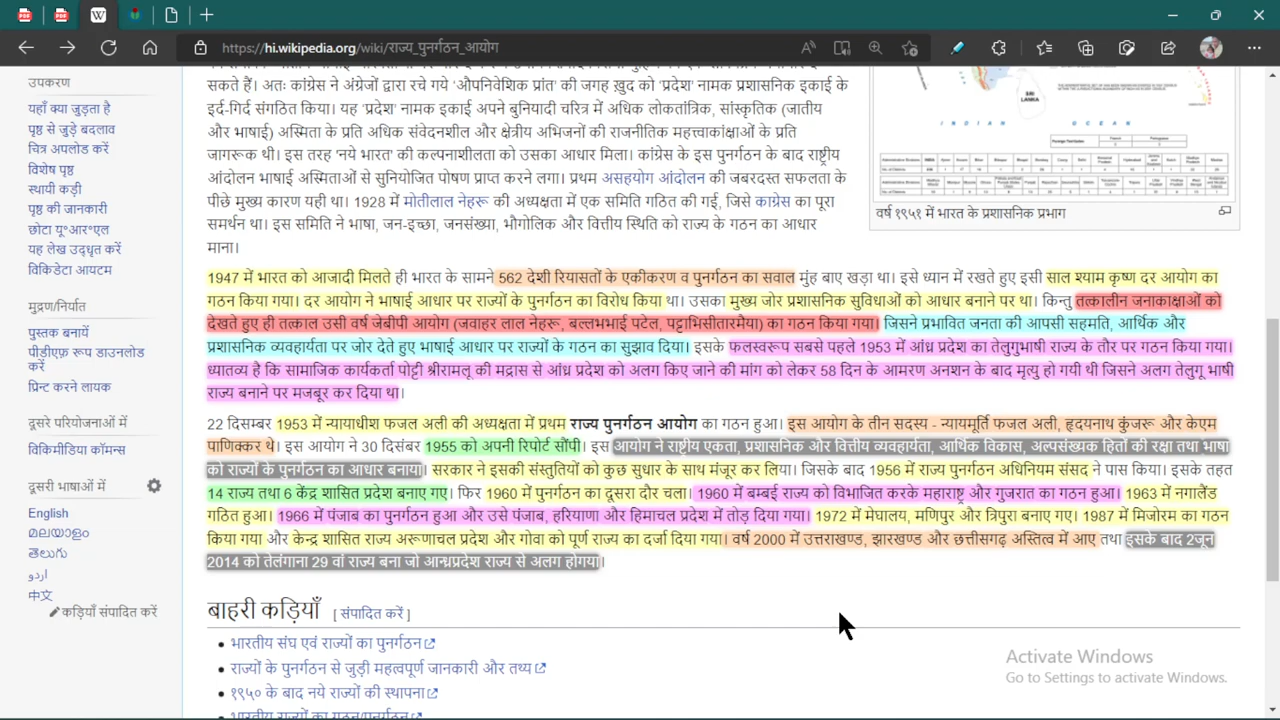 https://hi.wikipedia.org/wiki/राज्य_पुनर्गठन_आयोग
उपकरण
यहाँ क्या जुड़ता है
पृष्ठ से जुड़े बदलाव
चित्र अपलोड करें
विशेष पृष्ठ
स्थायी कड़ी
पृष्ठ की जानकारी
छोटा यू॰आर॰एल
यह लेख उद्धृत करें
विकिडेटा आयटम
मुद्रण/निर्यात
पुस्तक बनायें
पीडीएफ़ रूप डाउनलोड
करें
प्रिन्ट करने लायक
दूसरे परियोजनाओं में
विकिमीडिया कॉमन्स
दूसरी भाषाओं में
English
മലയാളം
తెలుగు
اردو
中文
कड़ियाँ संपादित करें
सकते हैं। अतः कांग्रेस ने अंग्रेजों द्वारा रचे गये 'औपनिवेशिक प्रांत' की जगह ख़ुद को 'प्रदेश' नामक प्रशासनिक इकाई के
इर्द-गिर्द संगठित किया। यह 'प्रदेश' नामक इकाई अपने बुनियादी चरित्र में अधिक लोकतांत्रिक, सांस्कृतिक (जातीय
और भाषाई) अस्मिता के प्रति अधिक संवेदनशील और क्षेत्रीय अभिजनों की राजनीतिक महत्त्वाकांक्षाओं के प्रति
जागरूक थी। इस तरह 'नये भारत' की कल्पनाशीलता को उसका आधार मिला। कांग्रेस के इस पुनर्गठन के बाद राष्ट्रीय
आंदोलन भाषाई अस्मिताओं से सुनियोजित पोषण प्राप्त करने लगा। प्रथम असहयोग आंदोलन की जबरदस्त सफलता के
पीछे मुख्य कारण यही था। 1928 में मोतीलाल नेहरू की अध्यक्षता में एक समिति गठित की गई, जिसे कांग्रेस का पूरा
समर्थन था। इस समिति ने भाषा, जन-इच्छा, जनसंख्या, भौगोलिक और वित्तीय स्थिति को राज्य के गठन का आधार
माना।
SRI
LANKA
INDIAN OCEAN
वर्ष १९५१ में भारत के प्रशासनिक प्रभाग
1947 में भारत को आजादी मिलते ही भारत के सामने 562 देशी रियासतों के एकीकरण व पुनर्गठन का सवाल मुंह बाए खड़ा था। इसे ध्यान में रखते हुए इसी साल श्याम कृष्ण दर आयोग का
गठन किया गया। दर आयोग ने भाषाई आधार पर राज्यों के पुनर्गठन का विरोध किया था। उसका मुख्य जोर प्रशासनिक सुविधाओं को आधार बनाने पर था। किन्तु तत्कालीन जनाकाक्षाओं को
देखते हुए ही तत्काल उसी वर्ष जेबीपी आयोग (जवाहर लाल नेहरू, बल्लभभाई पटेल, पट्टाभिसीतारमैया) का गठन किया गया। जिसने प्रभावित जनता की आपसी सहमति, आर्थिक और
प्रशासनिक व्यवहार्यता पर जोर देते हुए भाषाई आधार पर राज्यों के गठन का सुझाव दिया। इसके फलस्वरूप सबसे पहले 1953 में आंध्र प्रदेश का तेलुगुभाषी राज्य के तौर पर गठन किया गया।
ध्यातव्य है कि सामाजिक कार्यकर्ता पोट्टी श्रीरामलू की मद्रास से आंध्र प्रदेश को अलग किए जाने की मांग को लेकर 58 दिन के आमरण अनशन के बाद मृत्यु हो गयी थी जिसने अलग तेलुगू भाषी
राज्य बनाने पर मजबूर कर दिया था।
22 दिसम्बर 1953 में न्यायाधीश फजल अली की अध्यक्षता में प्रथम राज्य पुनर्गठन आयोग का गठन हुआ। इस आयोग के तीन सदस्य - न्यायमूर्ति फजल अली, हृदयनाथ कुंजरू और केएम
पाणिक्कर थे। इस आयोग ने 30 दिसंबर 1955 को अपनी रिपोर्ट सौंपी। इस आयोग ने राष्ट्रीय एकता, प्रशासनिक और वित्तीय व्यवहार्यता, आर्थिक विकास, अल्पसंख्यक हितों की रक्षा तथा भाषा
को राज्यों के पुनर्गठन का आधार बनाया। सरकार ने इसकी संस्तुतियों को कुछ सुधार के साथ मंजूर कर लिया। जिसके बाद 1956 में राज्य पुनर्गठन अधिनियम संसद ने पास किया। इसके तहत
14 राज्य तथा 6 केंद्र शासित प्रदेश बनाए गए। फिर 1960 में पुनर्गठन का दूसरा दौर चला। 1960 में बम्बई राज्य को विभाजित करके महाराष्ट्र और गुजरात का गठन हुआ। 1963 में नगालैंड
गठित हुआ। 1966 में पंजाब का पुनर्गठन हुआ और उसे पंजाब, हरियाणा और हिमाचल प्रदेश में तोड़ दिया गया। 1972 में मेघालय, मणिपुर और त्रिपुरा बनाए गए। 1987 में मिजोरम का गठन
किया गया और केन्द्र शासित राज्य अरूणाचल प्रदेश और गोवा को पूर्ण राज्य का दर्जा दिया गया। वर्ष 2000 में उत्तराखण्ड, झारखण्ड और छत्तीसगढ़ अस्तित्व में आए तथा इसके बाद 2जून
2014 को तेलंगाना 29 वां राज्य बना जो आन्ध्रप्रदेश राज्य से अलग होगया।
बाहरी कड़ियाँ [ संपादित करें ]
भारतीय संघ एवं राज्यों का पुनर्गठन
राज्यों के पुनर्गठन से जुड़ी महत्वपूर्ण जानकारी और तथ्य
१९५० के बाद नये राज्यों की स्थापना
भारतीय राज्यों का गठन/पुनर्गठन
Activate Windows
Go to Settings to activate Windows.